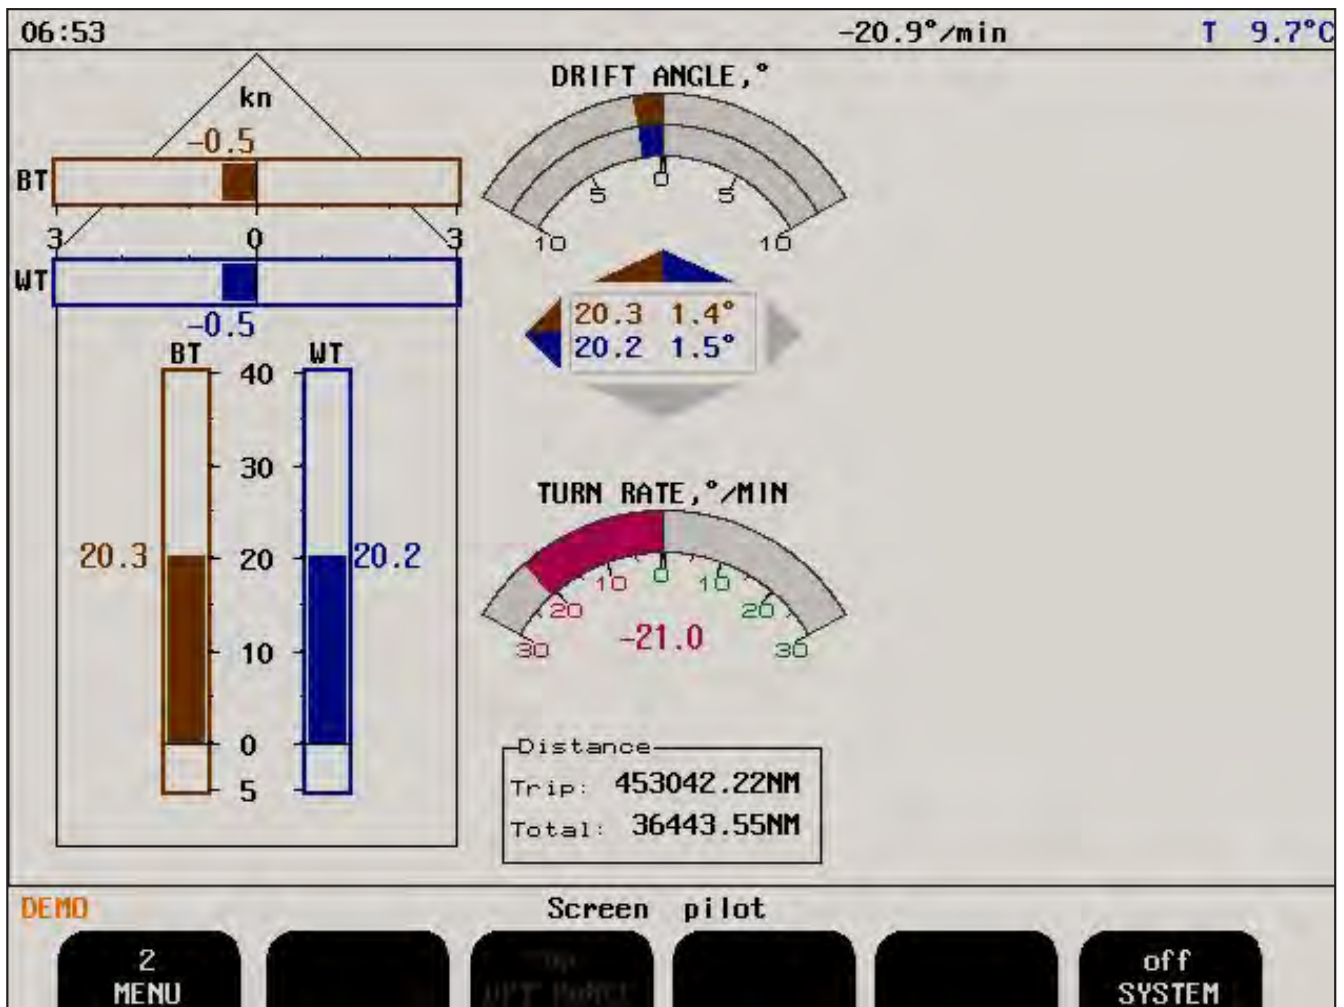 06:53 -20.9°/min T 9.7°C
kn
-0.5
BT
3 0 3
WT
-0.5
BT WT
40
30
20.3 20 20.2
10
0
5
DRIFT ANGLE,°
10 5 0 5 10
20.3 1.4°
20.2 1.5°
TURN RATE,°/MIN
30 20 10 0 10 20 30
-21.0
Distance
Trip: 453042.22NM
Total: 36443.55NM
DEMO Screen pilot
2
MENU
off
SYSTEM